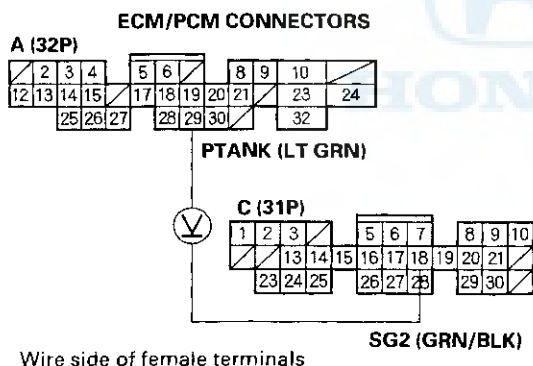 ECM/PCM CONNECTORS
A (32P)
2 3 4 5 6 8 9 10
12 13 14 15 17 18 19 20 21 23 24
25 26 27 28 29 30 32
PTANK (LT GRN)
V
C (31P)
1 2 3 5 6 7 8 9 10
13 14 15 16 17 18 19 20 21
23 24 25 26 27 28 29 30
SG2 (GRN/BLK)
Wire side of female terminals
HON